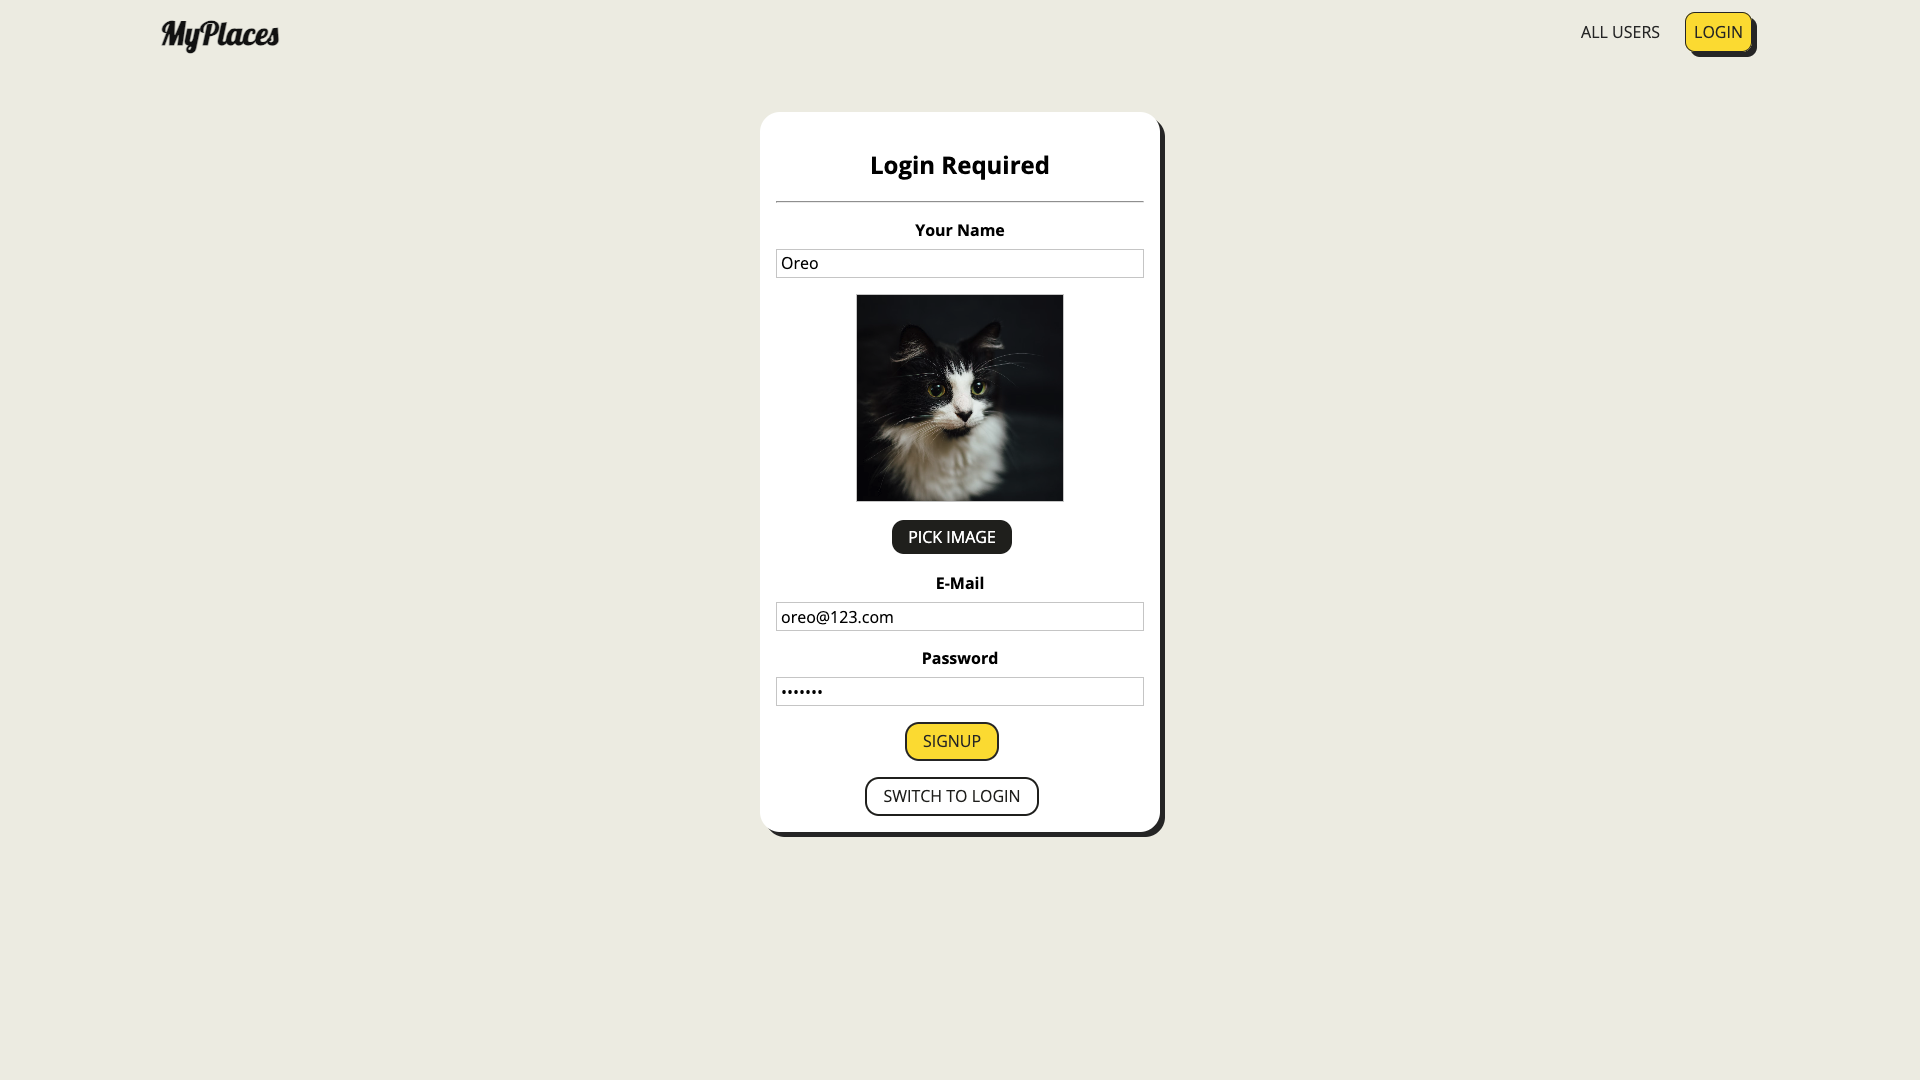 MyPlaces
ALL USERS
LOGIN
Login Required
Your Name
Oreo
PICK IMAGE
E-Mail
oreo@123.com
Password
•••••••
SIGNUP
SWITCH TO LOGIN